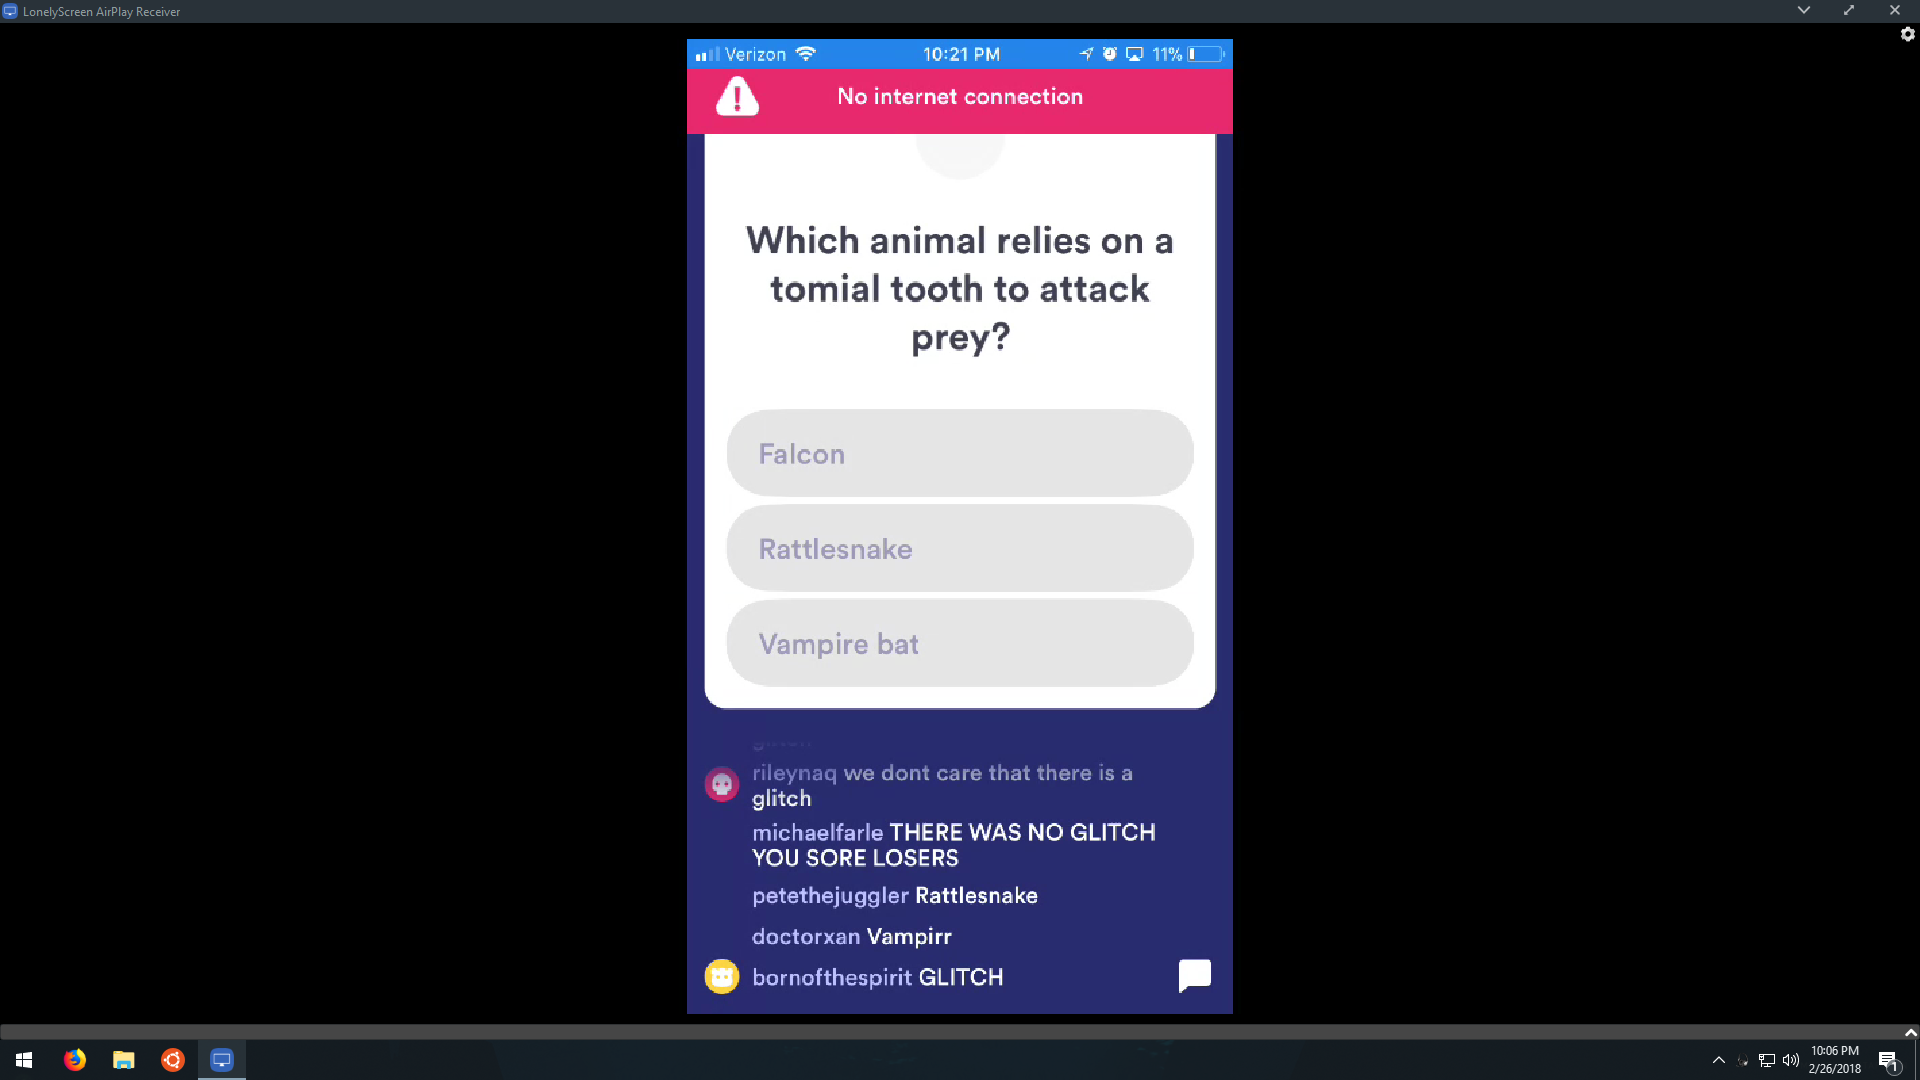 LonelyScreen AirPlay Receiver
Verizon 10:21 PM 11%
No internet connection
Which animal relies on a
tomial tooth to attack
prey?
Falcon
Rattlesnake
Vampire bat
rileynaq we dont care that there is a
glitch
michaelfarle THERE WAS NO GLITCH
YOU SORE LOSERS
petethejuggler Rattlesnake
doctorxan Vampirr
bornofthespirit GLITCH
10:06 PM
2/26/2018
1